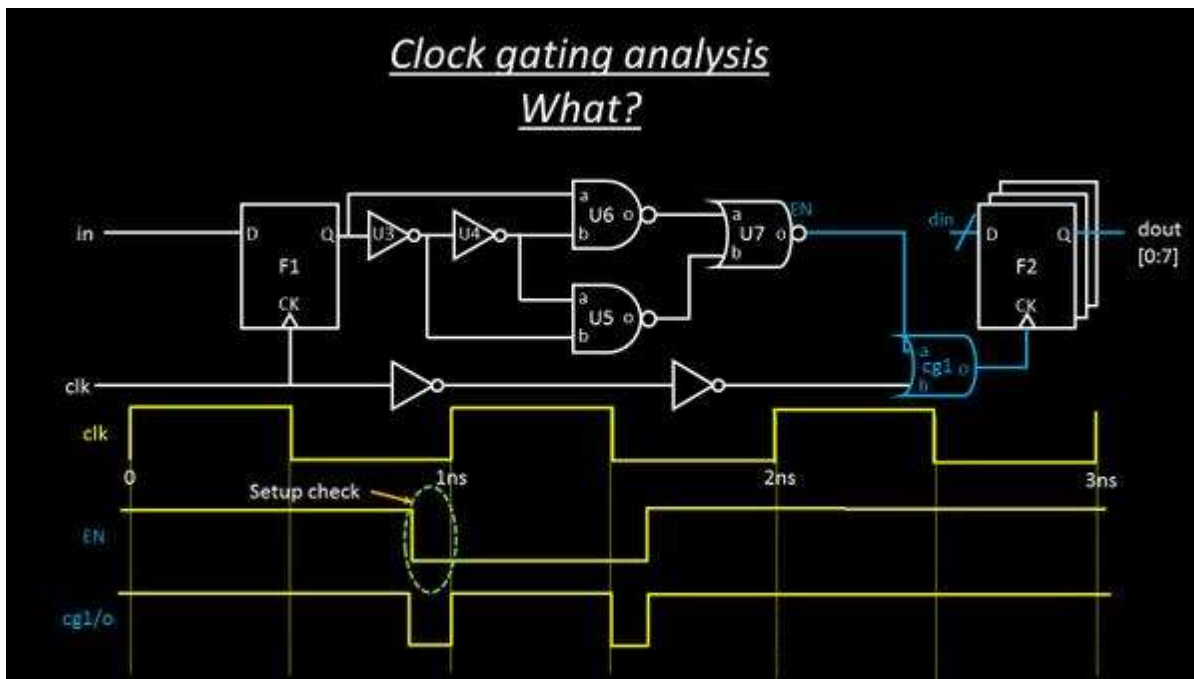 Clock gating analysis
What?
in
D
Q
F1
CK
U3
U4
a
b
U6
o
a
b
U5
o
a
b
U7
o
EN
din
D
Q
F2
CK
dout
[0:7]
a
b
cg1
o
clk
clk
0
1ns
2ns
3ns
Setup check
EN
cg1/o